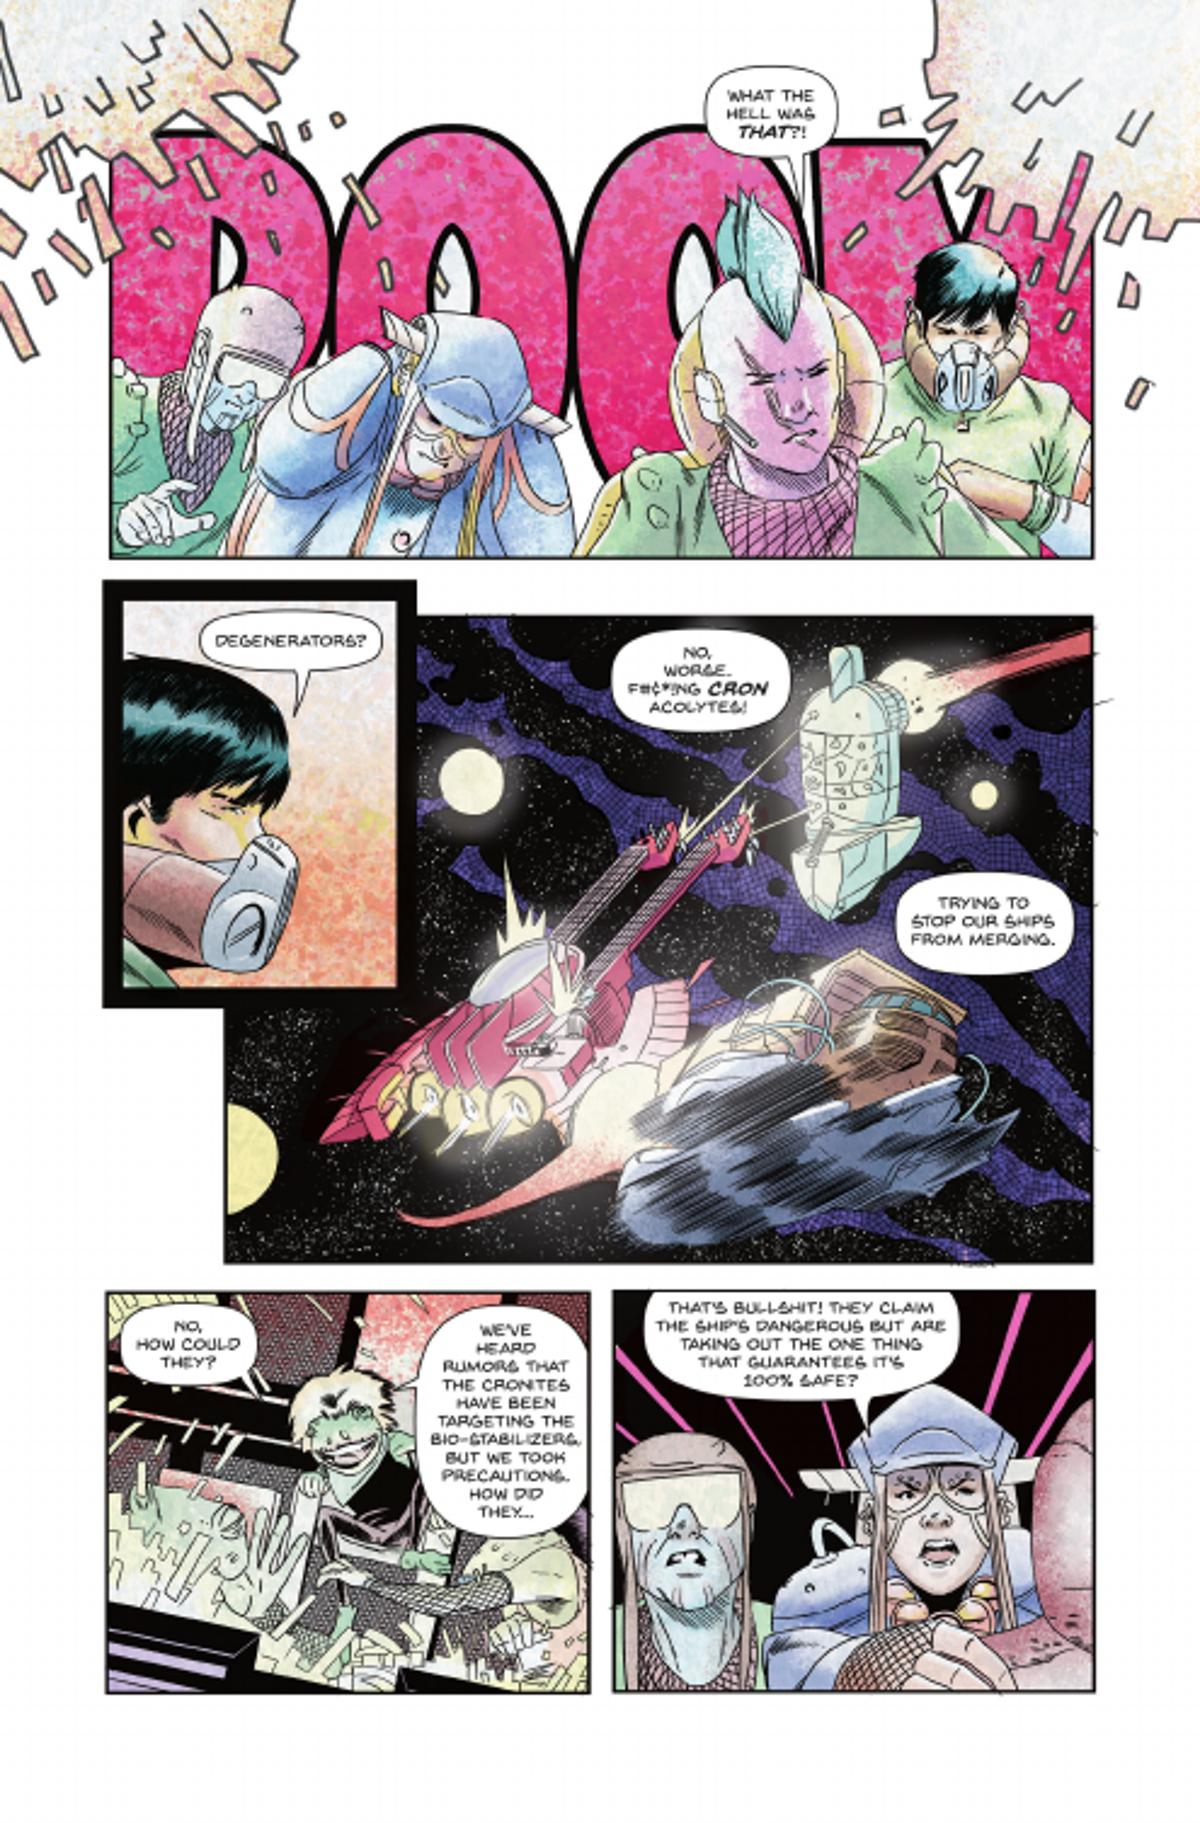 WHAT THE
HELL WAS
THAT?!
DEGENERATORS?
NO,
WORSE.
F#¢*!NG CRON
ACOLYTES!
TRYING TO
STOP OUR SHIPS
FROM MERGING.
NO,
HOW COULD
THEY?
WE'VE
HEARD
RUMORS THAT
THE CRONITES
HAVE BEEN
TARGETING THE
BIO-STABILIZERS,
BUT WE TOOK
PRECAUTIONS.
HOW DID
THEY...
THAT'S BULLSHIT! THEY CLAIM
THE SHIP'S DANGEROUS BUT ARE
TAKING OUT THE ONE THING
THAT GUARANTEES IT'S
100% SAFE?